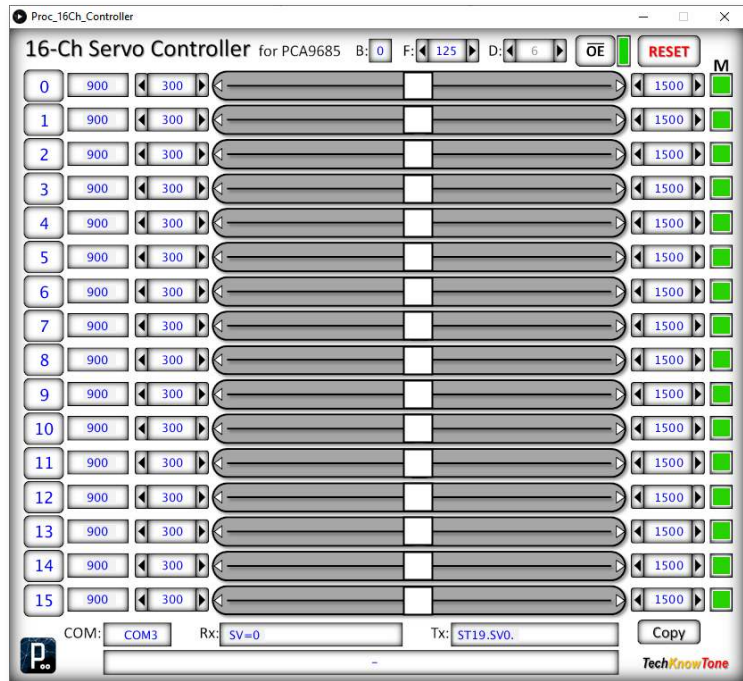 Proc_16Ch_Controller
16-Ch Servo Controller for PCA9685 B: 0 F: 125 D: 6 OE RESET
M
0 900 300 1500
1 900 300 1500
2 900 300 1500
3 900 300 1500
4 900 300 1500
5 900 300 1500
6 900 300 1500
7 900 300 1500
8 900 300 1500
9 900 300 1500
10 900 300 1500
11 900 300 1500
12 900 300 1500
13 900 300 1500
14 900 300 1500
15 900 300 1500
COM: COM3 Rx: SV=0 Tx: ST19.SV0. Copy
P.. – TechKnowTone